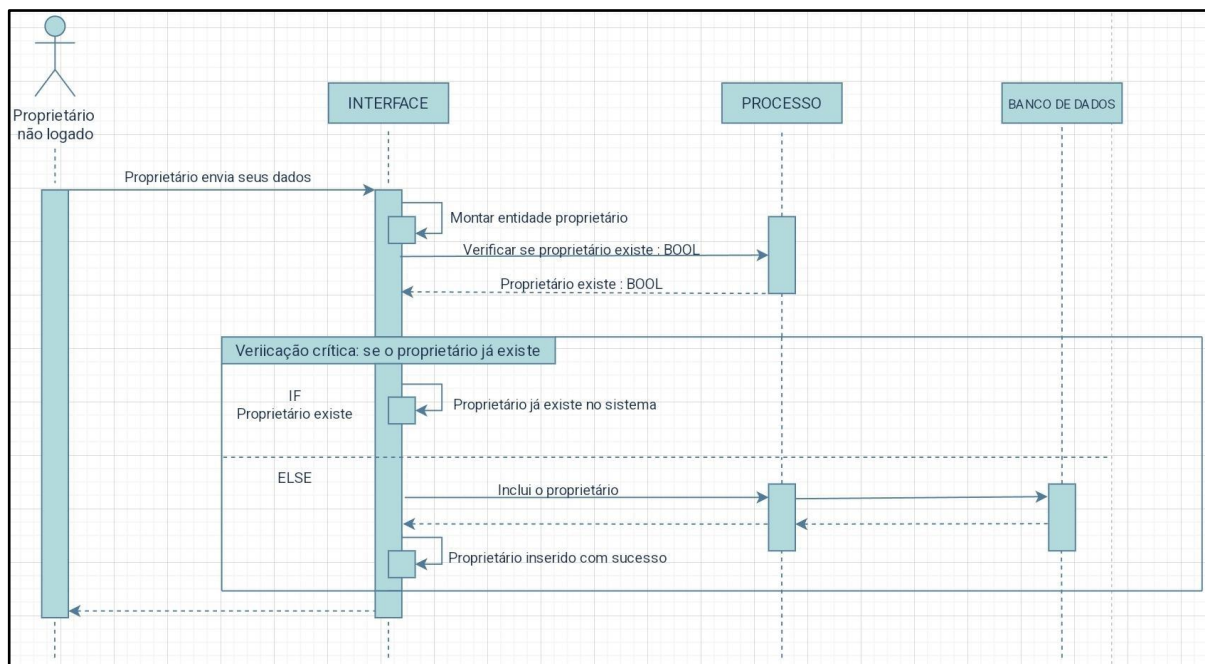 Proprietário
não logado
INTERFACE
PROCESSO
BANCO DE DADOS
Proprietário envia seus dados
Montar entidade proprietário
Verificar se proprietário existe : BOOL
Proprietário existe : BOOL
Veriicação crítica: se o proprietário já existe
IF
Proprietário existe
Proprietário já existe no sistema
ELSE
Inclui o proprietário
Proprietário inserido com sucesso